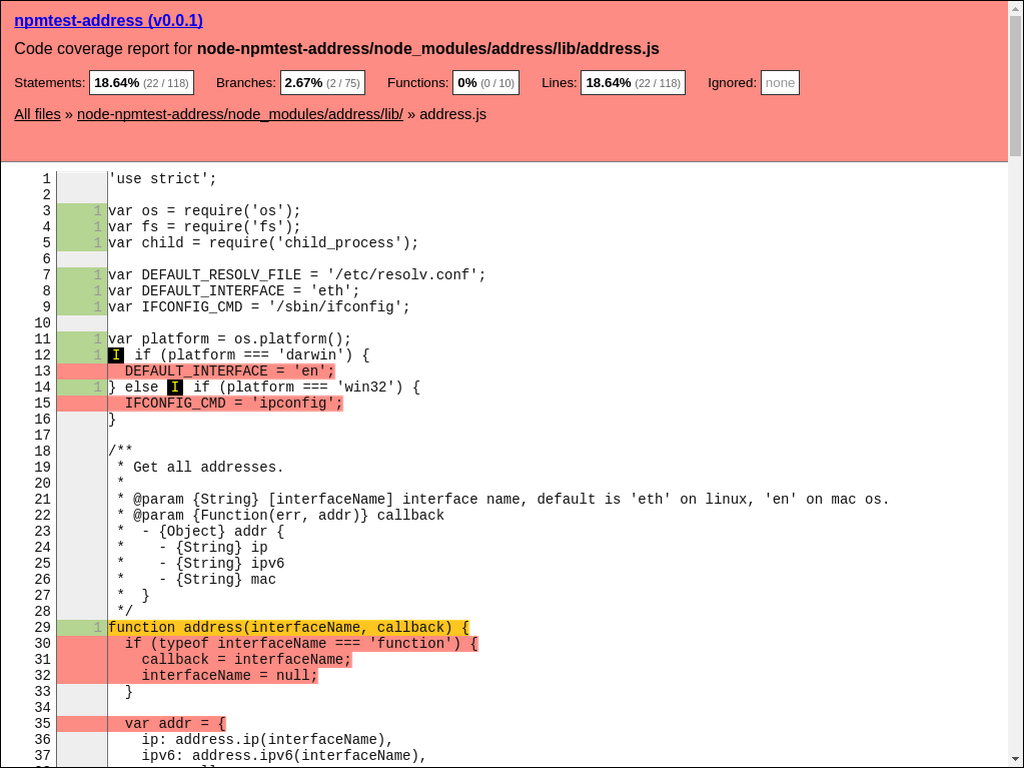 npmtest-address (v0.0.1)
Code coverage report for node-npmtest-address/node_modules/address/lib/address.js
Statements: 18.64% (22 / 118) Branches: 2.67% (2 / 75) Functions: 0% (0 / 10) Lines: 18.64% (22 / 118) Ignored: none
All files » node-npmtest-address/node_modules/address/lib/ » address.js
1 'use strict';
2
3 1 var os = require('os');
4 1 var fs = require('fs');
5 1 var child = require('child_process');
6
7 1 var DEFAULT_RESOLV_FILE = '/etc/resolv.conf';
8 1 var DEFAULT_INTERFACE = 'eth';
9 1 var IFCONFIG_CMD = '/sbin/ifconfig';
10
11 1 var platform = os.platform();
12 1 I if (platform === 'darwin') {
13 DEFAULT_INTERFACE = 'en';
14 1 } else I if (platform === 'win32') {
15 IFCONFIG_CMD = 'ipconfig';
16 }
17
18 /**
19 * Get all addresses.
20 *
21 * @param {String} [interfaceName] interface name, default is 'eth' on linux, 'en' on mac os.
22 * @param {Function(err, addr)} callback
23 * - {Object} addr {
24 * - {String} ip
25 * - {String} ipv6
26 * - {String} mac
27 * }
28 */
29 1 function address(interfaceName, callback) {
30 if (typeof interfaceName === 'function') {
31 callback = interfaceName;
32 interfaceName = null;
33 }
34
35 var addr = {
36 ip: address.ip(interfaceName),
37 ipv6: address.ipv6(interfaceName),